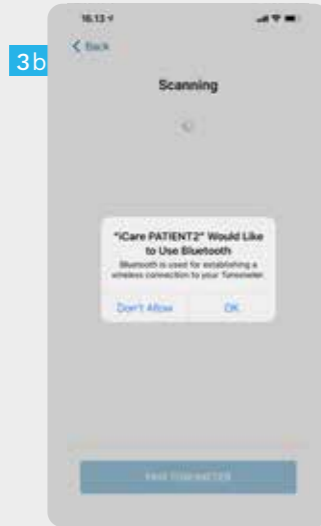 3b
16.13
Back
Scanning
"iCare PATIENT2" Would Like
to Use Bluetooth
Bluetooth is used for establishing a
wireless connection to your Tonometer.
Don't Allow
OK
PAIR TONOMETER